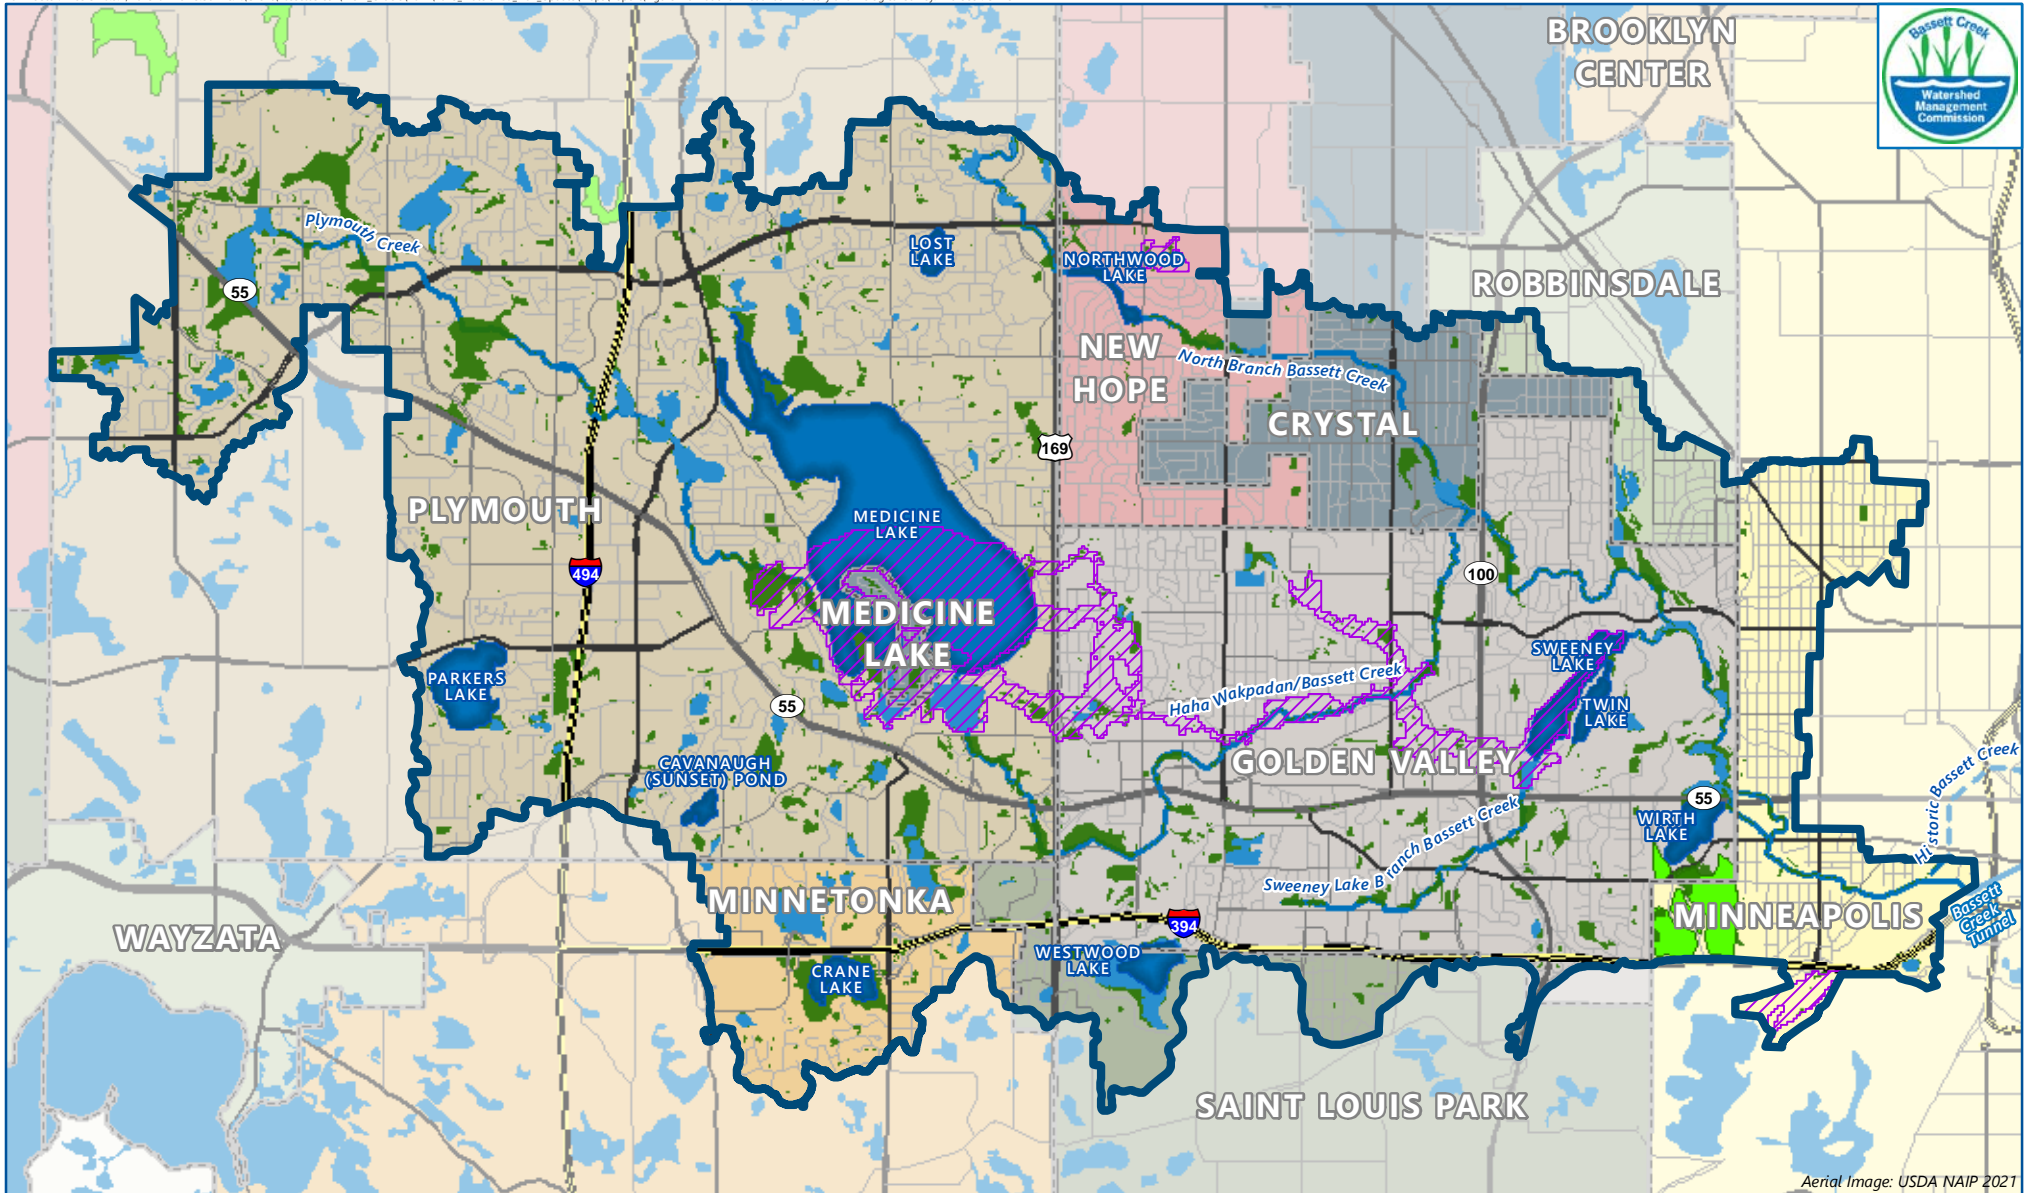 BROOKLYN
CENTER
Bassett Creek
Watershed
Management
Commission
Plymouth Creek
LOST
LAKE
NORTHWOOD
LAKE
55
ROBBINSDALE
NEW
HOPE
North Branch Bassett Creek
CRYSTAL
169
PLYMOUTH
MEDICINE
LAKE
494
100
MEDICINE
LAKE
SWEENEY
LAKE
PARKERS
LAKE
Haha Wakpadan/Bassett Creek
TWIN
LAKE
55
GOLDEN VALLEY
CAVANAUGH
(SUNSET) POND
Historic Bassett Creek
55
WIRTH
LAKE
Sweeney Lake Branch Bassett Creek
MINNETONKA
MINNEAPOLIS
Bassett
Creek
Tunnel
394
WAYZATA
WESTWOOD
LAKE
CRANE
LAKE
SAINT LOUIS PARK
Aerial Image: USDA NAIP 2021